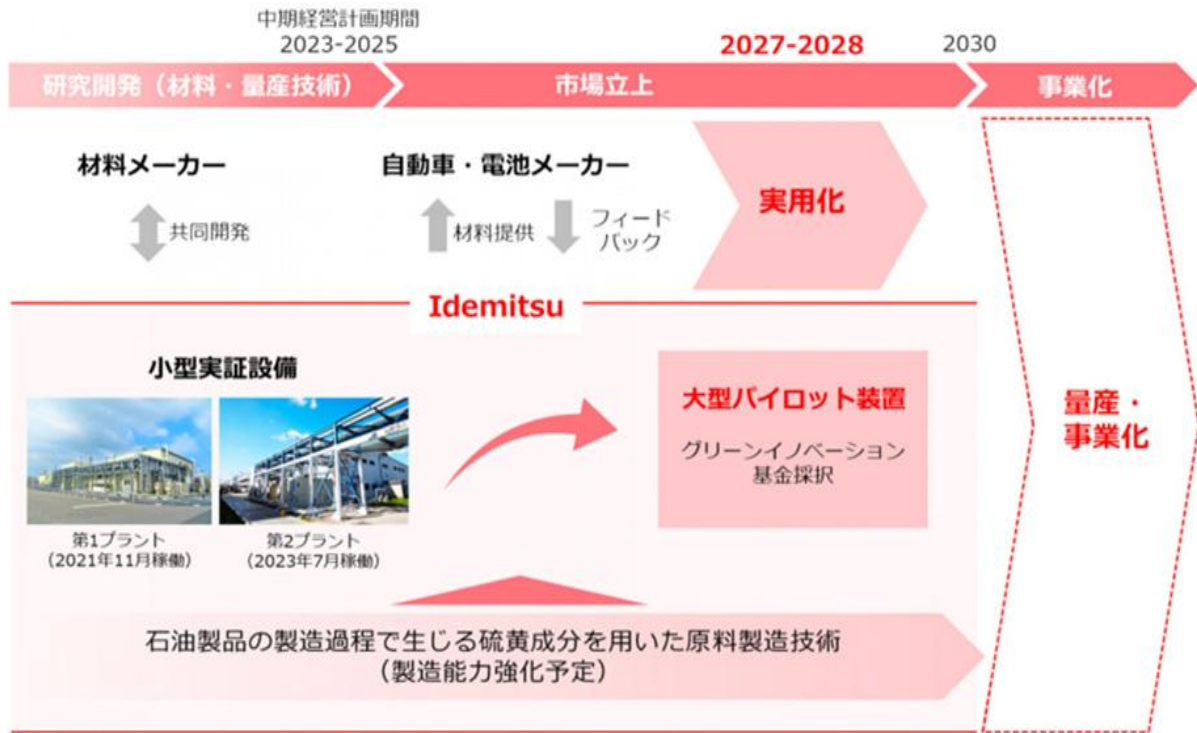 中期経営計画期間
2023-2025
2027-2028
2030
研究開発（材料・量産技術）
市場立上
事業化
材料メーカー
共同開発
自動車・電池メーカー
材料提供
フィード
バック
実用化
Idemitsu
小型実証設備
第1プラント
（2021年11月稼働）
第2プラント
（2023年7月稼働）
大型パイロット装置
グリーンイノベーション
基金採択
量産・
事業化
石油製品の製造過程で生じる硫黄成分を用いた原料製造技術
（製造能力強化予定）